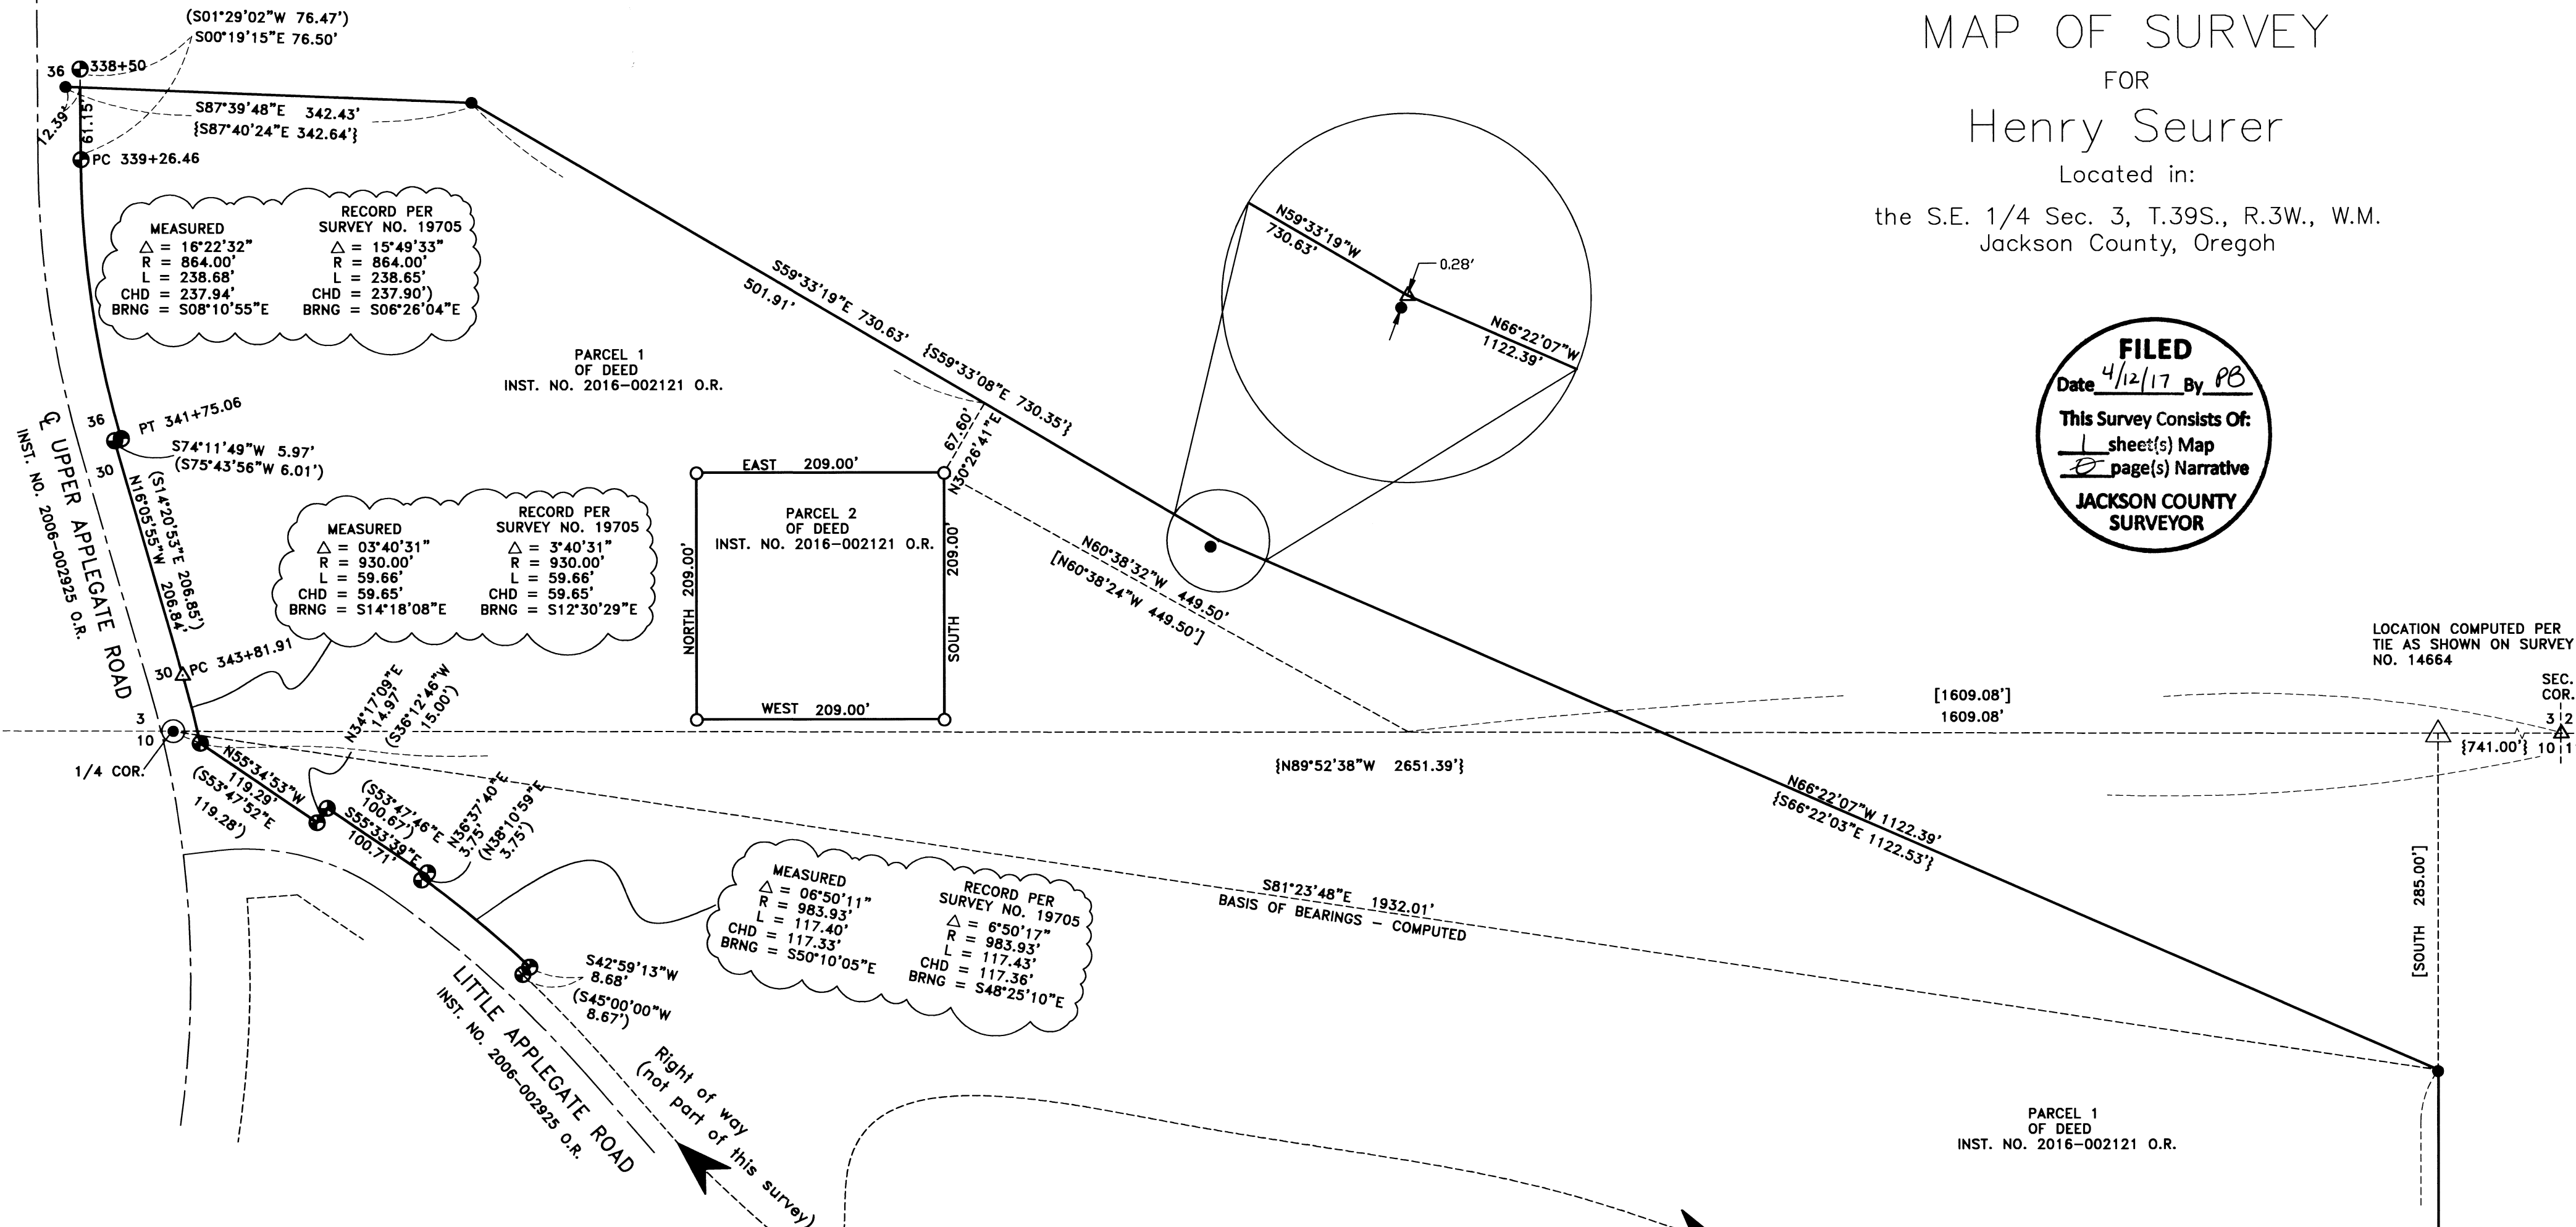 MAP OF SURVEY
FOR
Henry Seurer
Located in:
the S.E. 1/4 Sec. 3, T.39S., R.3W., W.M.
Jackson County, Oregoh
FILED
Date 4/12/17 By PB
This Survey Consists Of:
1 sheet(s) Map
0 page(s) Narrative
JACKSON COUNTY
SURVEYOR
(S01°29'02"W 76.47')
S00°19'15"E 76.50'
36
338+50
S87°39'48"E 342.43'
{S87°40'24"E 342.64'}
12.39'
61.15'
PC 339+26.46
MEASURED
△ = 16°22'32"
R = 864.00'
L = 238.68'
CHD = 237.94'
BRNG = S08°10'55"E
RECORD PER
SURVEY NO. 19705
△ = 15°49'33"
R = 864.00'
L = 238.65'
CHD = 237.90')
BRNG = S06°26'04"E
S59°33'19"E 730.63'
501.91'
{S59°33'08"E 730.35'}
N59°33'19"W
730.63'
0.28'
N66°22'07"W
1122.39'
PARCEL 1
OF DEED
INST. NO. 2016-002121 O.R.
36
PT 341+75.06
30
S74°11'49"W 5.97'
(S75°43'56"W 6.01')
(S14°20'53"E 206.85')
N16°05'55"W 206.84'
℄ UPPER APPLEGATE ROAD
INST. NO. 2006-002925 O.R.
67.60'
N30°26'41"E
EAST 209.00'
PARCEL 2
OF DEED
INST. NO. 2016-002121 O.R.
NORTH 209.00'
SOUTH 209.00'
WEST 209.00'
N60°38'32"W 449.50'
[N60°38'24"W 449.50']
MEASURED
△ = 03°40'31"
R = 930.00'
L = 59.66'
CHD = 59.65'
BRNG = S14°18'08"E
RECORD PER
SURVEY NO. 19705
△ = 3°40'31"
R = 930.00'
L = 59.66'
CHD = 59.65'
BRNG = S12°30'29"E
30
PC 343+81.91
LOCATION COMPUTED PER
TIE AS SHOWN ON SURVEY
NO. 14664
SEC.
COR.
3 2
10 1
[1609.08']
1609.08'
{741.00'}
{N89°52'38"W 2651.39'}
3
10
1/4 COR.
N34°17'09"E
14.97'
(S36°12'46"W
15.00')
N55°34'53"W
119.29'
(S53°47'52"E
119.28')
(S53°47'46"E
100.67')
S55°33'39"E
100.71'
N36°37'40"E
3.75'
(N38°10'59"E
3.75')
N66°22'07"W 1122.39'
{S66°22'03"E 1122.53'}
MEASURED
△ = 06°50'11"
R = 983.93'
L = 117.40'
CHD = 117.33'
BRNG = S50°10'05"E
RECORD PER
SURVEY NO. 19705
△ = 6°50'17"
R = 983.93'
L = 117.43'
CHD = 117.36'
BRNG = S48°25'10"E
S81°23'48"E 1932.01'
BASIS OF BEARINGS - COMPUTED
[SOUTH 285.00']
S42°59'13"W
8.68'
(S45°00'00"W
8.67')
LITTLE APPLEGATE ROAD
INST. NO. 2006-002925 O.R.
Right of way
(not part of this survey)
PARCEL 1
OF DEED
INST. NO. 2016-002121 O.R.